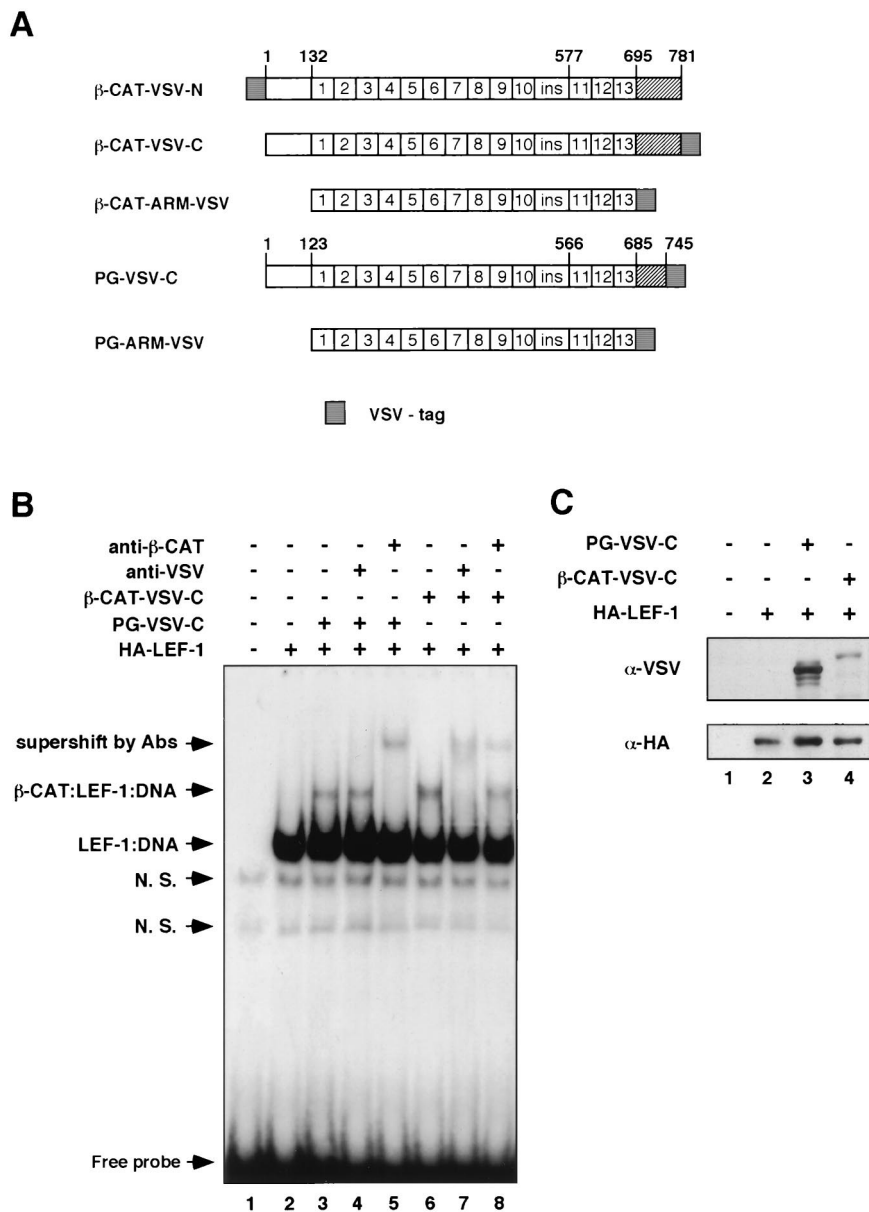 A
1 132 577 695 781
β-CAT-VSV-N 1 2 3 4 5 6 7 8 9 10 ins 11 12 13
β-CAT-VSV-C 1 2 3 4 5 6 7 8 9 10 ins 11 12 13
β-CAT-ARM-VSV 1 2 3 4 5 6 7 8 9 10 ins 11 12 13
1 123 566 685 745
PG-VSV-C 1 2 3 4 5 6 7 8 9 10 ins 11 12 13
PG-ARM-VSV 1 2 3 4 5 6 7 8 9 10 ins 11 12 13
VSV - tag
B
anti-β-CAT - - - - + - - +
anti-VSV - - - + - - + -
β-CAT-VSV-C - - - - - + + +
PG-VSV-C - - + + + - - -
HA-LEF-1 - + + + + + + +
supershift by Abs
β-CAT:LEF-1:DNA
LEF-1:DNA
N. S.
N. S.
Free probe
1 2 3 4 5 6 7 8
C
PG-VSV-C - - + -
β-CAT-VSV-C - - - +
HA-LEF-1 - + + +
α-VSV
α-HA
1 2 3 4